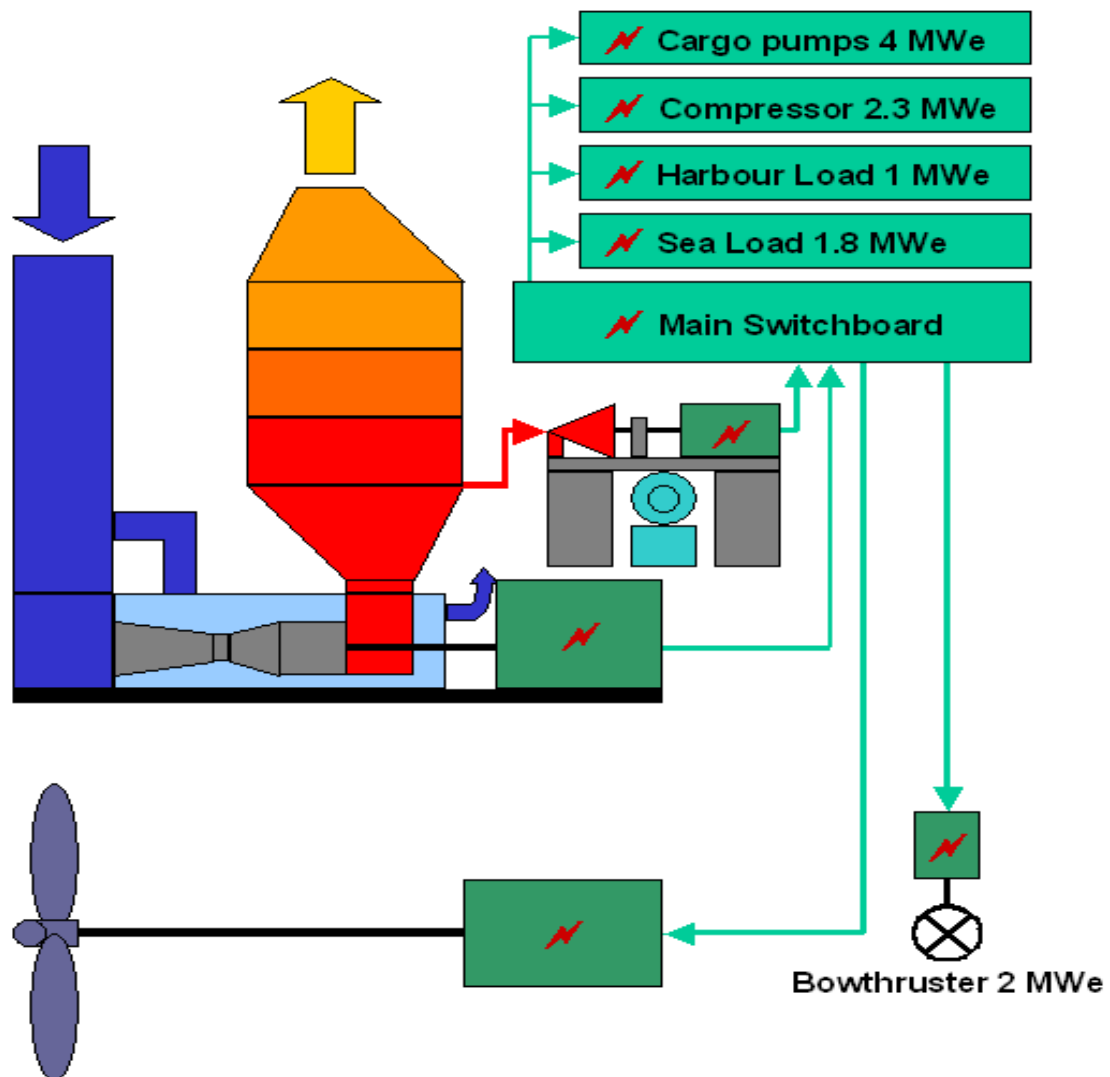 Cargo pumps 4 MWe
Compressor 2.3 MWe
Harbour Load 1 MWe
Sea Load 1.8 MWe
Main Switchboard
Bowthruster 2 MWe